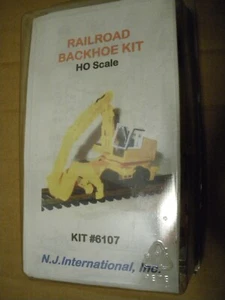 RAILROAD
BACKHOE KIT
HO Scale
KIT #6107
N.J.International, Inc.